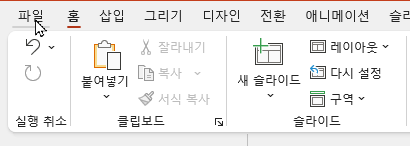 파일 홈 삽입 그리기 디자인 전환 애니메이션
붙여넣기
잘라내기
복사
서식 복사
새 슬라이드
레이아웃
다시 설정
구역
실행 취소 클립보드 슬라이드